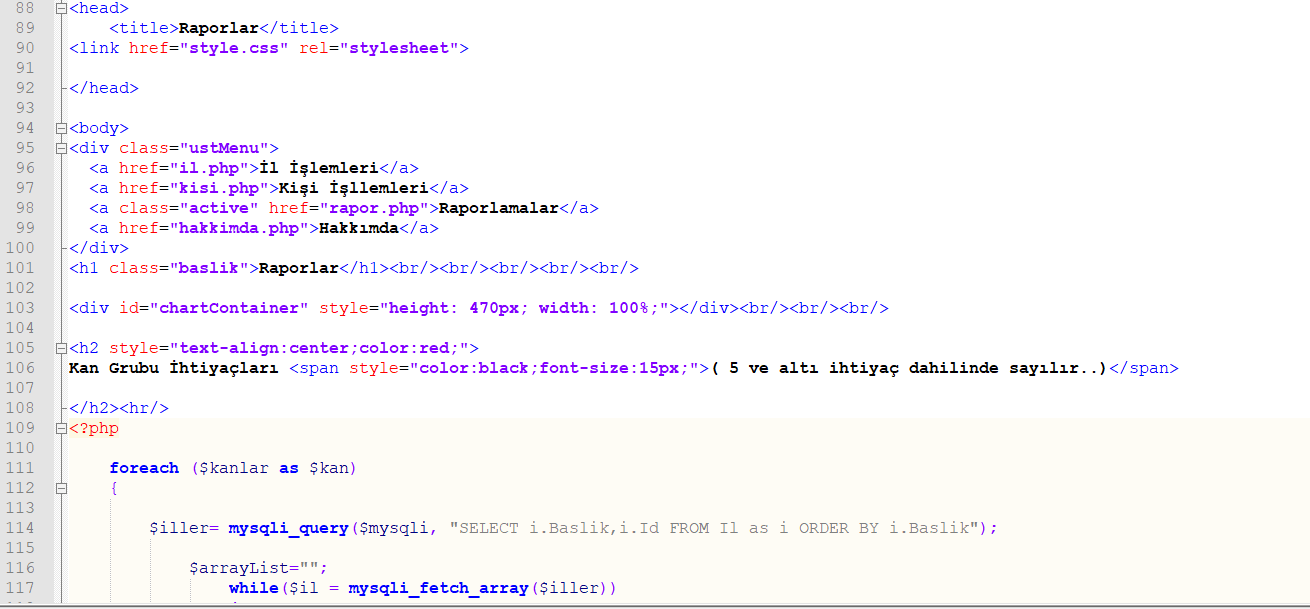 88 <head>
89 <title>Raporlar</title>
90 <link href="style.css" rel="stylesheet">
91
92 </head>
93
94 <body>
95 <div class="ustMenu">
96 <a href="il.php">İl İşlemleri</a>
97 <a href="kisi.php">Kişi İşllemleri</a>
98 <a class="active" href="rapor.php">Raporlamalar</a>
99 <a href="hakkimda.php">Hakkımda</a>
100 </div>
101 <h1 class="baslik">Raporlar</h1><br/><br/><br/><br/><br/>
102
103 <div id="chartContainer" style="height: 470px; width: 100%;"></div><br/><br/><br/>
104
105 <h2 style="text-align:center;color:red;">
106 Kan Grubu İhtiyaçları <span style="color:black;font-size:15px;">( 5 ve altı ihtiyaç dahilinde sayılır..)</span>
107
108 </h2><hr/>
109 <?php
110
111 foreach ($kanlar as $kan)
112 {
113
114 $iller= mysqli_query($mysqli, "SELECT i.Baslik,i.Id FROM Il as i ORDER BY i.Baslik");
115
116 $arrayList="";
117 while($il = mysqli_fetch_array($iller))